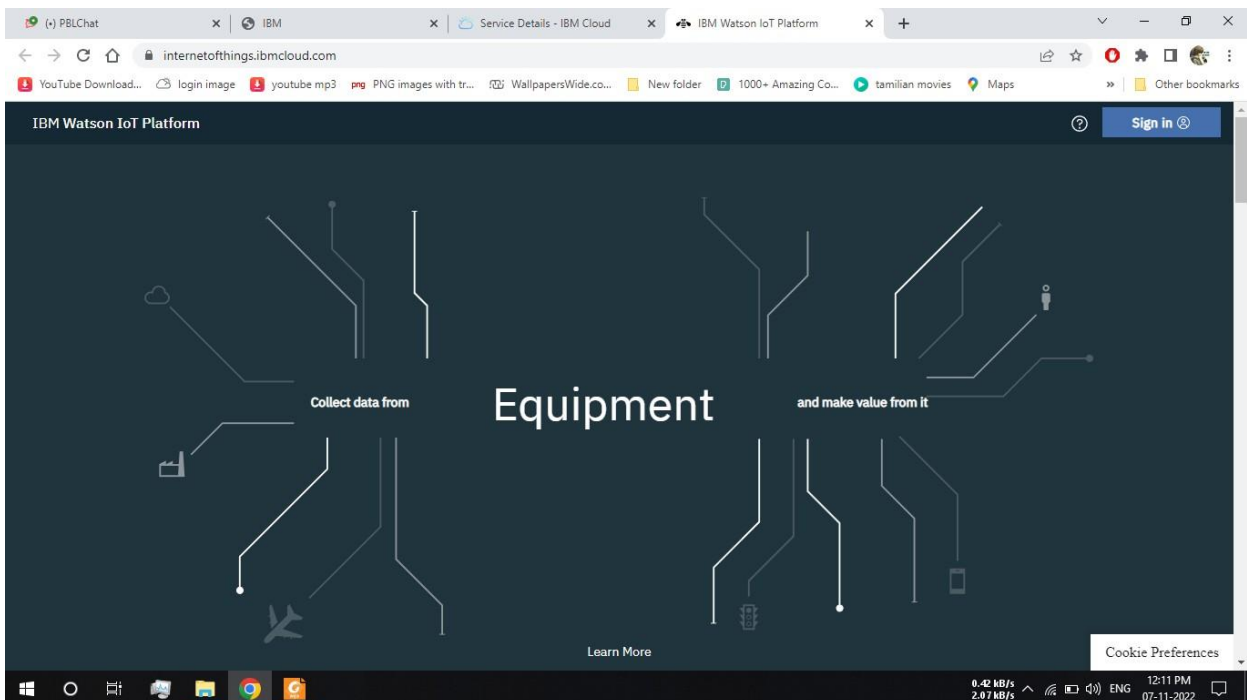 (•) PBLChat
IBM
Service Details - IBM Cloud
IBM Watson IoT Platform
internetofthings.ibmcloud.com
YouTube Download...
login image
youtube mp3
png PNG images with tr...
WallpapersWide.co...
New folder
D 1000+ Amazing Co...
tamilian movies
Maps
»
Other bookmarks
IBM Watson IoT Platform
Sign in
Collect data from
Equipment
and make value from it
Learn More
Cookie Preferences
0.42 kB/s
2.07 kB/s
ENG
12:11 PM
07-11-2022